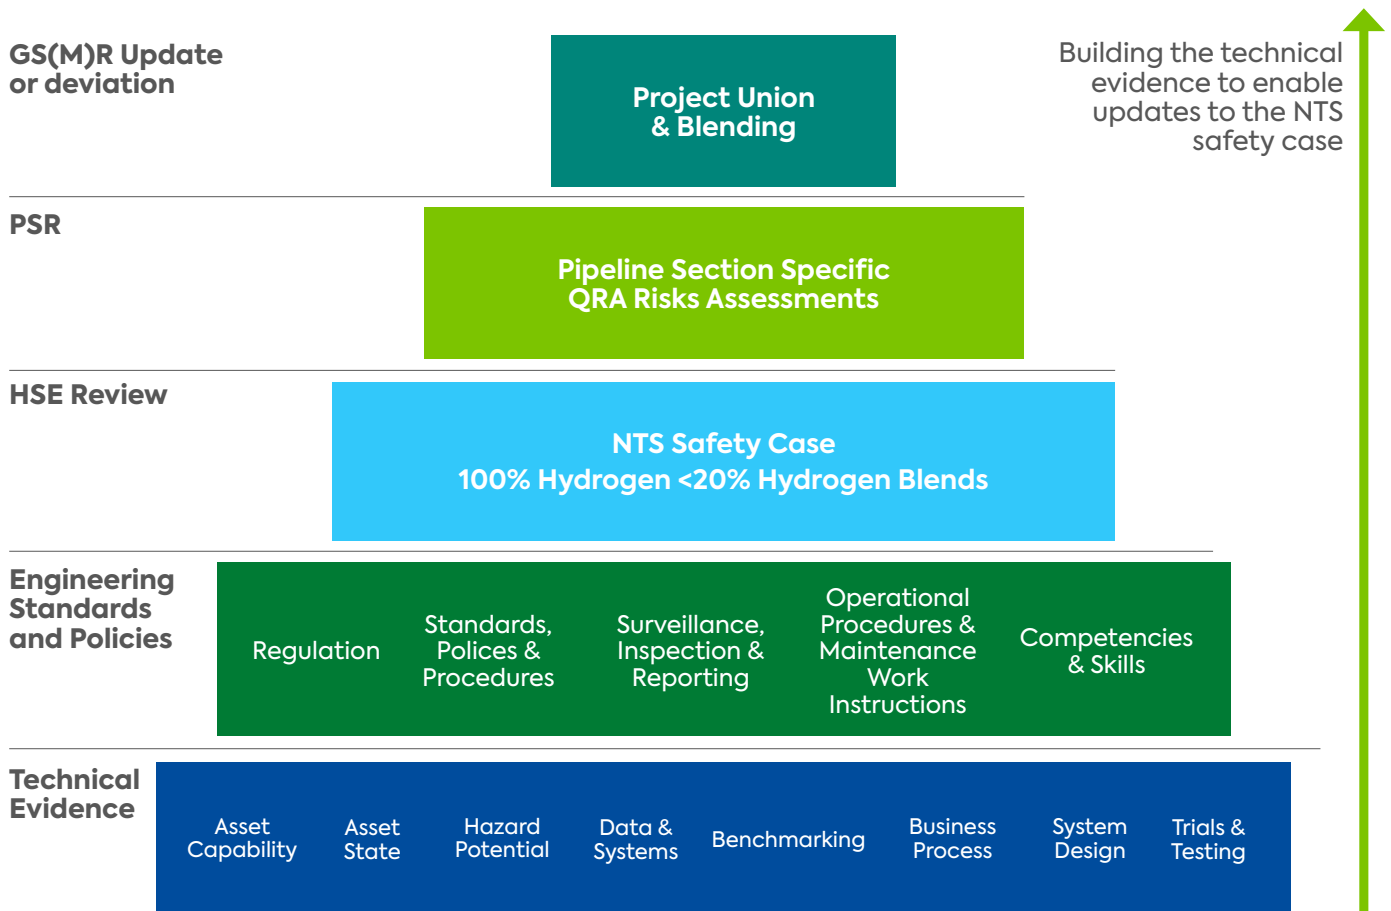 GS(M)R Update
or deviation
Project Union
& Blending
Building the technical
evidence to enable
updates to the NTS
safety case
PSR
Pipeline Section Specific
QRA Risks Assessments
HSE Review
NTS Safety Case
100% Hydrogen <20% Hydrogen Blends
Engineering
Standards
and Policies
Regulation
Standards,
Polices &
Procedures
Surveillance,
Inspection &
Reporting
Operational
Procedures &
Maintenance
Work
Instructions
Competencies
& Skills
Technical
Evidence
Asset
Capability
Asset
State
Hazard
Potential
Data &
Systems
Benchmarking
Business
Process
System
Design
Trials &
Testing